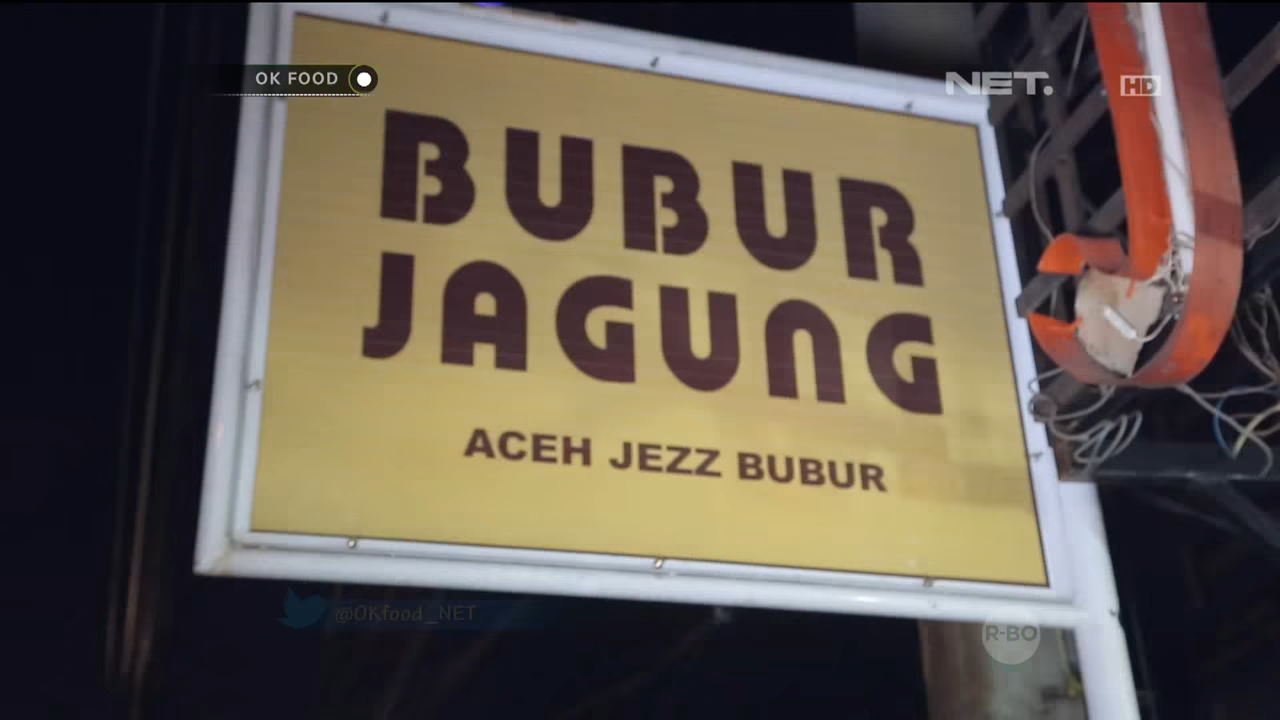 OK FOOD
NET.
HD
BUBUR
JAGUNG
ACEH JEZZ BUBUR
@OKfood_NET
R-BO